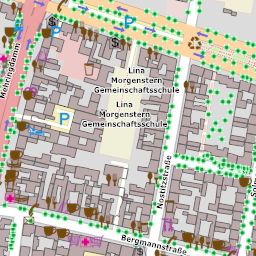 Mehringdamm
Lina
Morgenstern
Gemeinschaftsschule
Lina
Morgenstern -
Gemeinschaftsschule
Nostitzstraße
Bergmannstraße
P
P
P
$
$